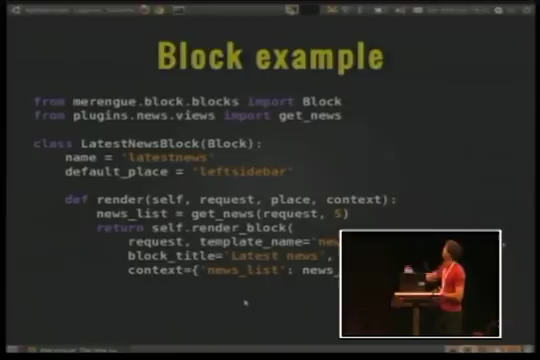 Block example
from merengue.block.blocks import Block
from plugins.news.views import get_news
class LatestNewsBlock(Block):
name = 'latestnews'
default_place = 'leftsidebar'
def render(self, request, place, context):
news_list = get_news(request, 5)
return self.render_block(
request, template_name='new
block_title='Latest news',
context={'news_list': news_